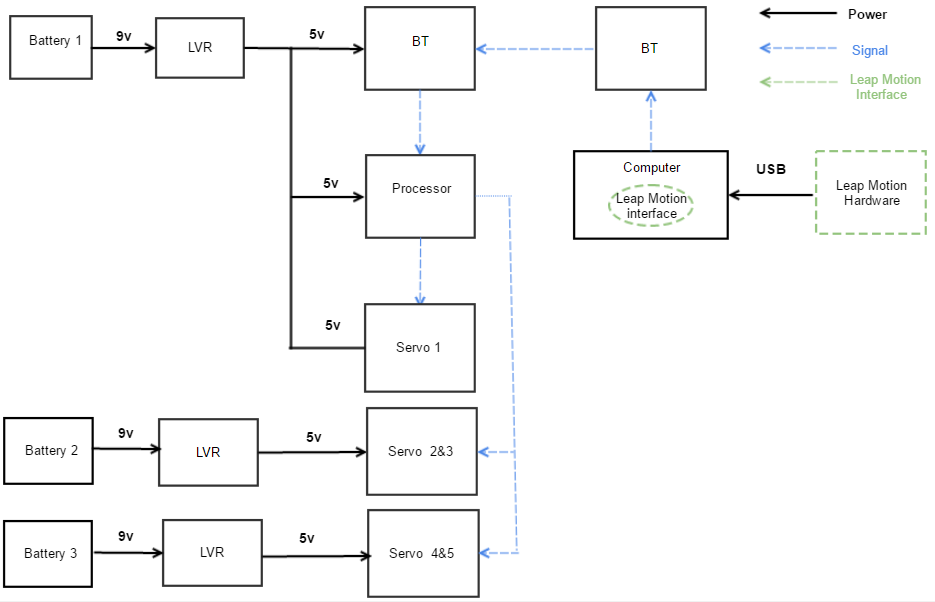 Battery 1
9v
LVR
5v
BT
BT
Power
Signal
Leap Motion
Interface
5v
Processor
Computer
Leap Motion
interface
USB
Leap Motion
Hardware
5v
Servo 1
Battery 2
9v
LVR
5v
Servo 2&3
Battery 3
9v
LVR
5v
Servo 4&5